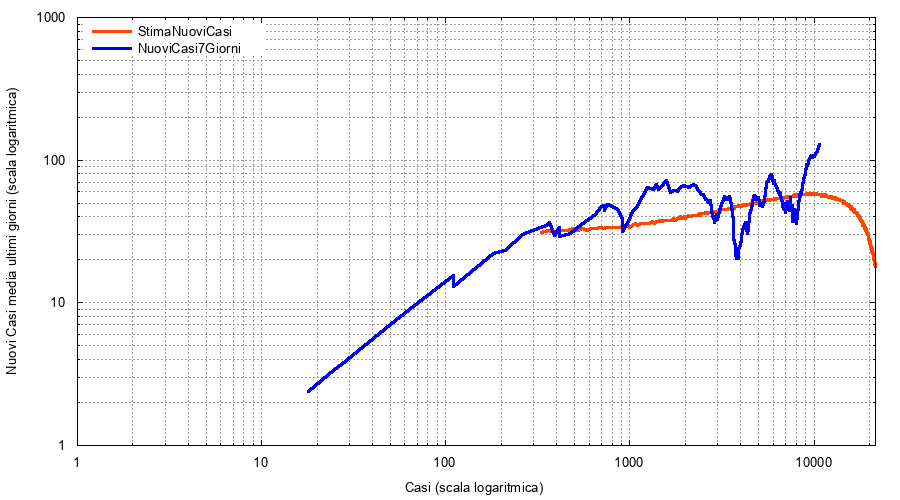 StimaNuoviCasi
NuoviCasi7Giorni
Nuovi Casi media ultimi giorni (scala logaritmica)
1000
100
10
1
1 10 100 1000 10000
Casi (scala logaritmica)